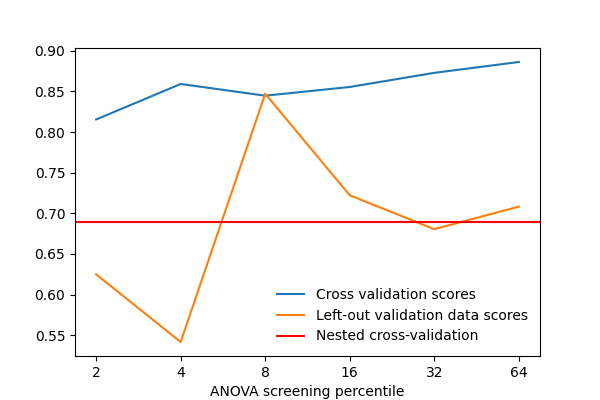 0.90
0.85
0.80
0.75
0.70
0.65
0.60
0.55
Cross validation scores
Left-out validation data scores
Nested cross-validation
2 4 8 16 32 64
ANOVA screening percentile